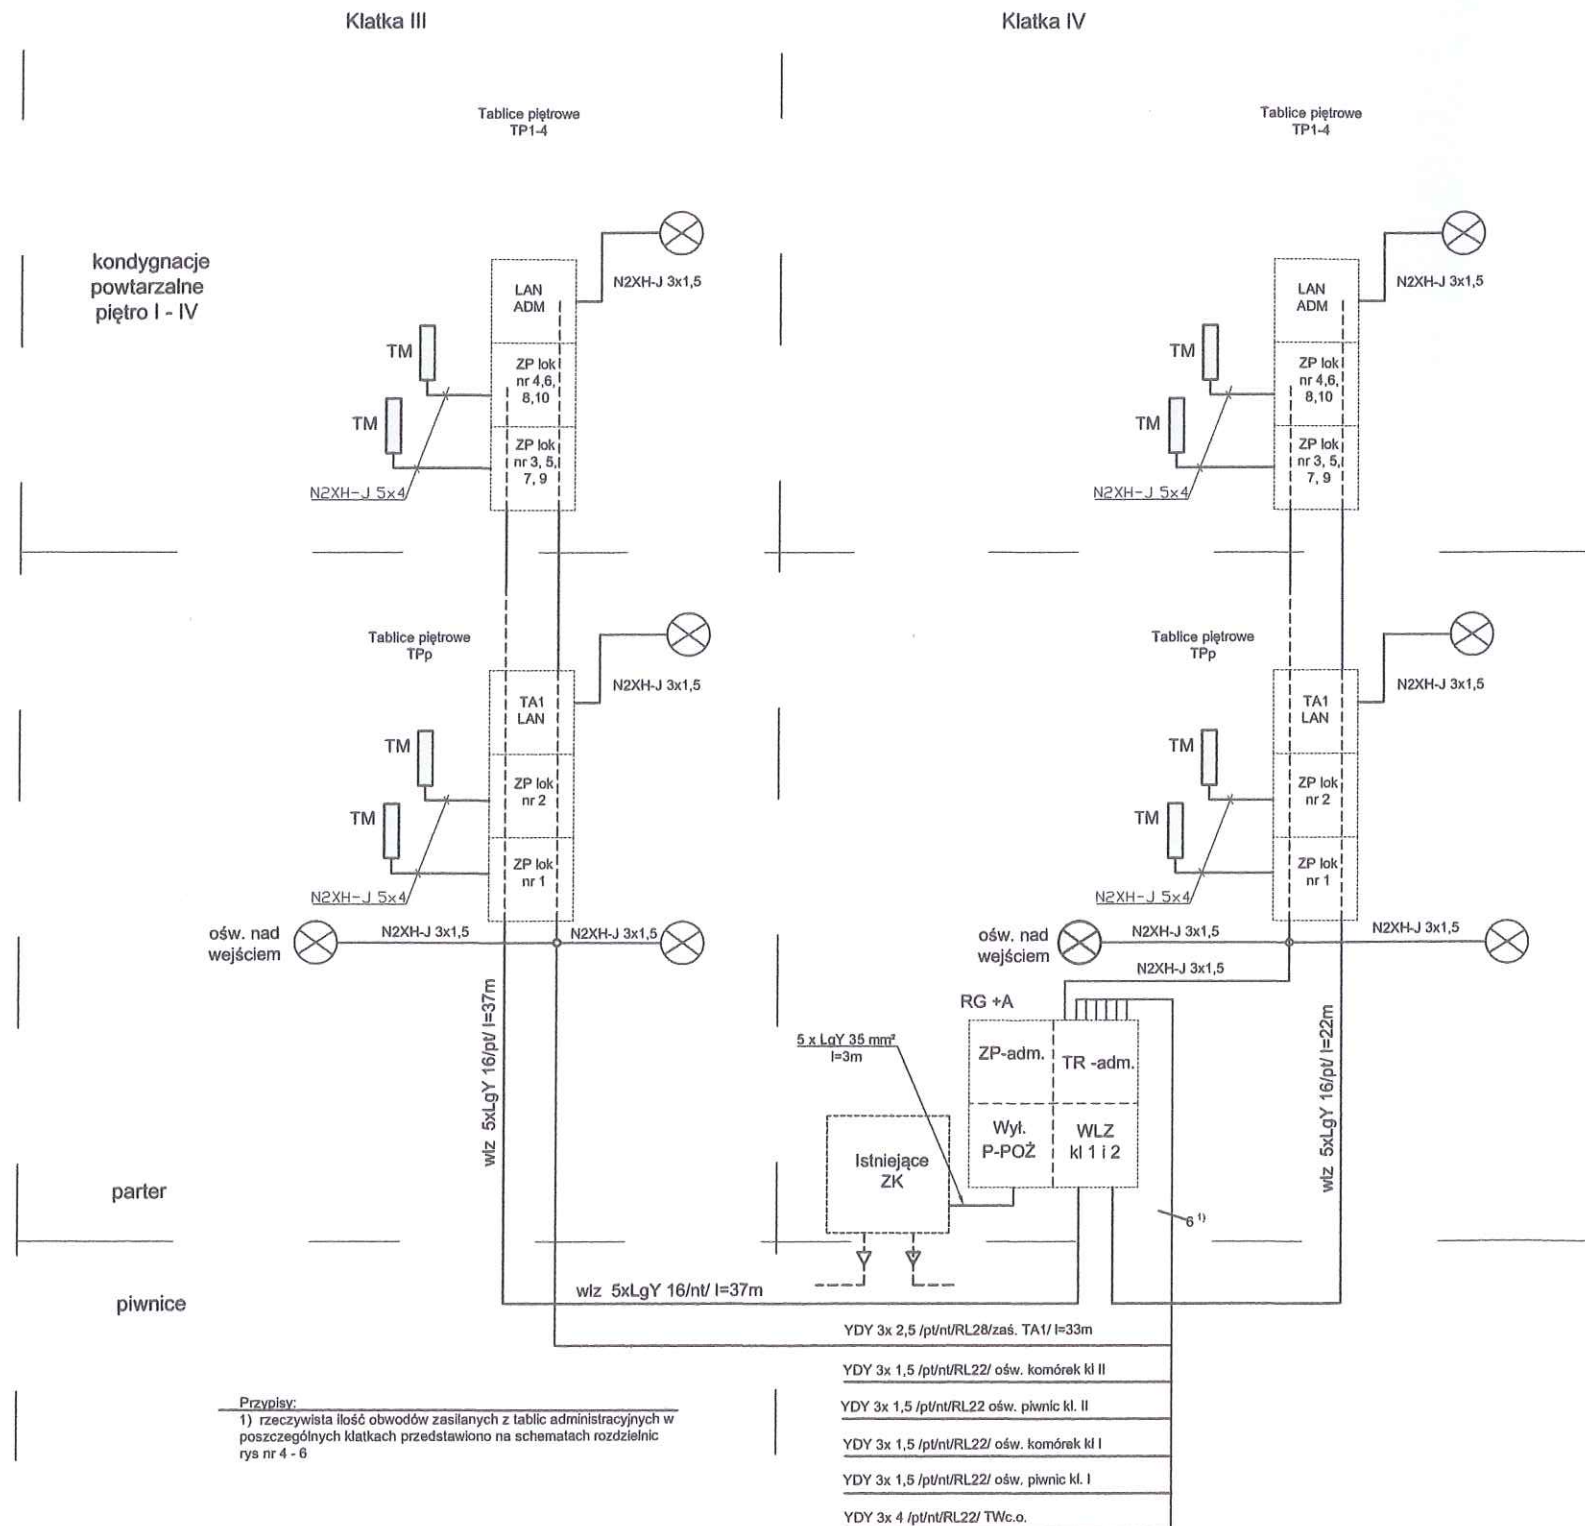 Klatka III
Klatka IV
Tablice piętrowe
TP1-4
Tablice piętrowe
TP1-4
kondygnacje
powtarzalne
piętro I - IV
LAN
ADM
N2XH-J 3x1,5
TM
ZP lok
nr 4,6,
8,10
TM
ZP lok
nr 3, 5,
7, 9
N2XH-J 5x4
LAN
ADM
N2XH-J 3x1,5
TM
ZP lok
nr 4,6,
8,10
TM
ZP lok
nr 3, 5,
7, 9
N2XH-J 5x4
Tablice piętrowe
TPp
N2XH-J 3x1,5
TA1
LAN
TM
ZP lok
nr 2
TM
ZP lok
nr 1
N2XH-J 5x4
Tablice piętrowe
TPp
N2XH-J 3x1,5
TA1
LAN
TM
ZP lok
nr 2
TM
ZP lok
nr 1
N2XH-J 5x4
ośw. nad
wejściem
N2XH-J 3x1,5
N2XH-J 3x1,5
ośw. nad
wejściem
N2XH-J 3x1,5
N2XH-J 3x1,5
N2XH-J 3x1,5
wlz 5xLgY 16/pt/ l=37m
RG +A
5 x LgY 35 mm²
l=3m
ZP-adm.
TR -adm.
Wył.
P-POŻ
WLZ
kl 1 i 2
Istniejące
ZK
wlz 5xLgY 16/pt/ l=22m
6 1)
parter
piwnice
wlz 5xLgY 16/nt/ l=37m
YDY 3x 2,5 /pt/nt/RL28/zaś. TA1/ l=33m
YDY 3x 1,5 /pt/nt/RL22/ ośw. komórek kl II
YDY 3x 1,5 /pt/nt/RL22 ośw. piwnic kl. II
YDY 3x 1,5 /pt/nt/RL22/ ośw. komórek kl I
YDY 3x 1,5 /pt/nt/RL22/ ośw. piwnic kl. I
YDY 3x 4 /pt/nt/RL22/ TWc.o.
Przypisy:
1) rzeczywista ilość obwodów zasilanych z tablic administracyjnych w
poszczególnych klatkach przedstawiono na schematach rozdzielnic
rys nr 4 - 6